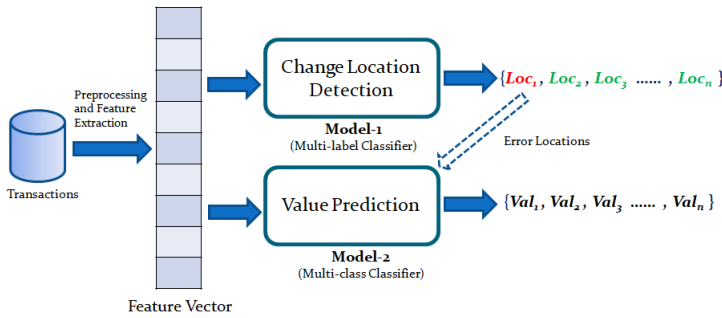 Preprocessing
and Feature
Extraction
Transactions
Feature Vector
Change Location
Detection
Model-1
(Multi-label Classifier)
{Loc1, Loc2, Loc3 ......, Locn}
Error Locations
Value Prediction
Model-2
(Multi-class Classifier)
{Val1, Val2, Val3 ......, Valn}